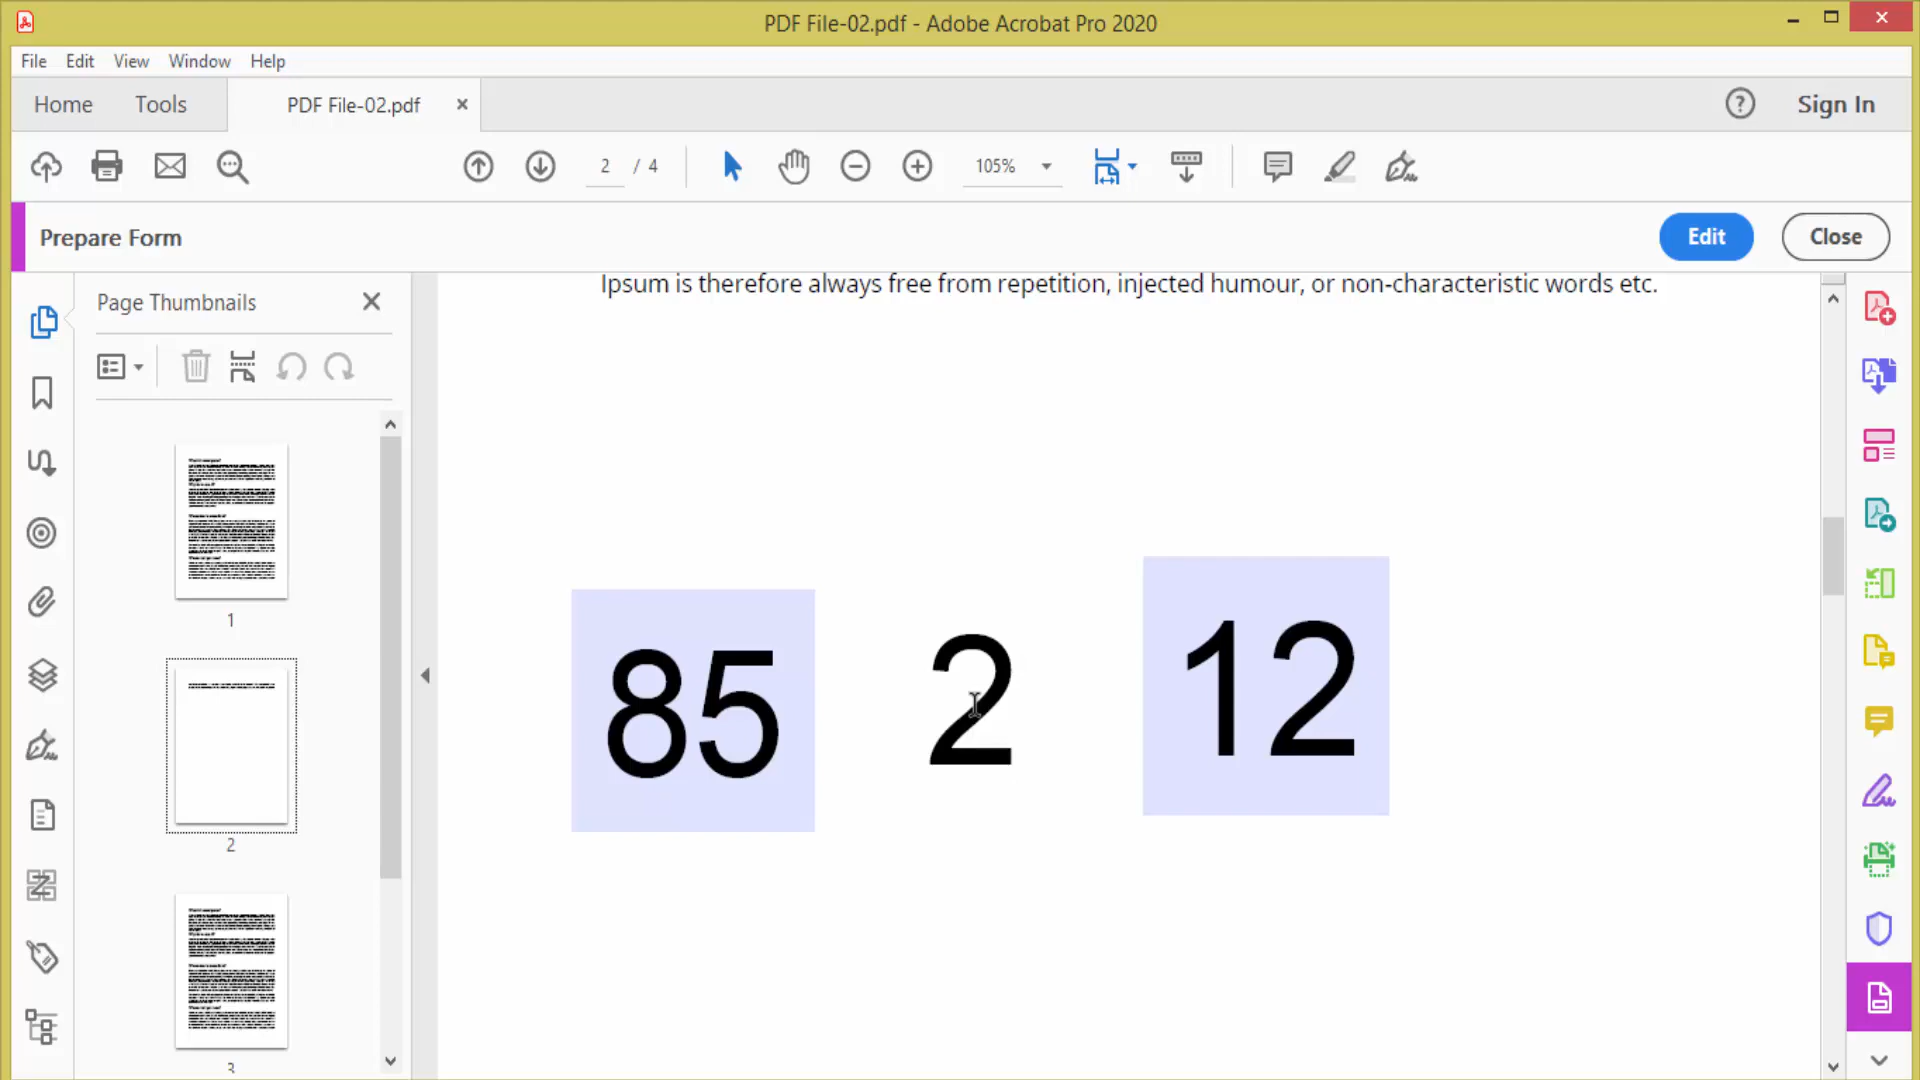 PDF File-02.pdf - Adobe Acrobat Pro 2020
File Edit View Window Help
Home Tools PDF File-02.pdf × Sign In
2 / 4 105%
Prepare Form Edit Close
Page Thumbnails
Ipsum is therefore always free from repetition, injected humour, or non-characteristic words etc.
1
2
3
85 2 12